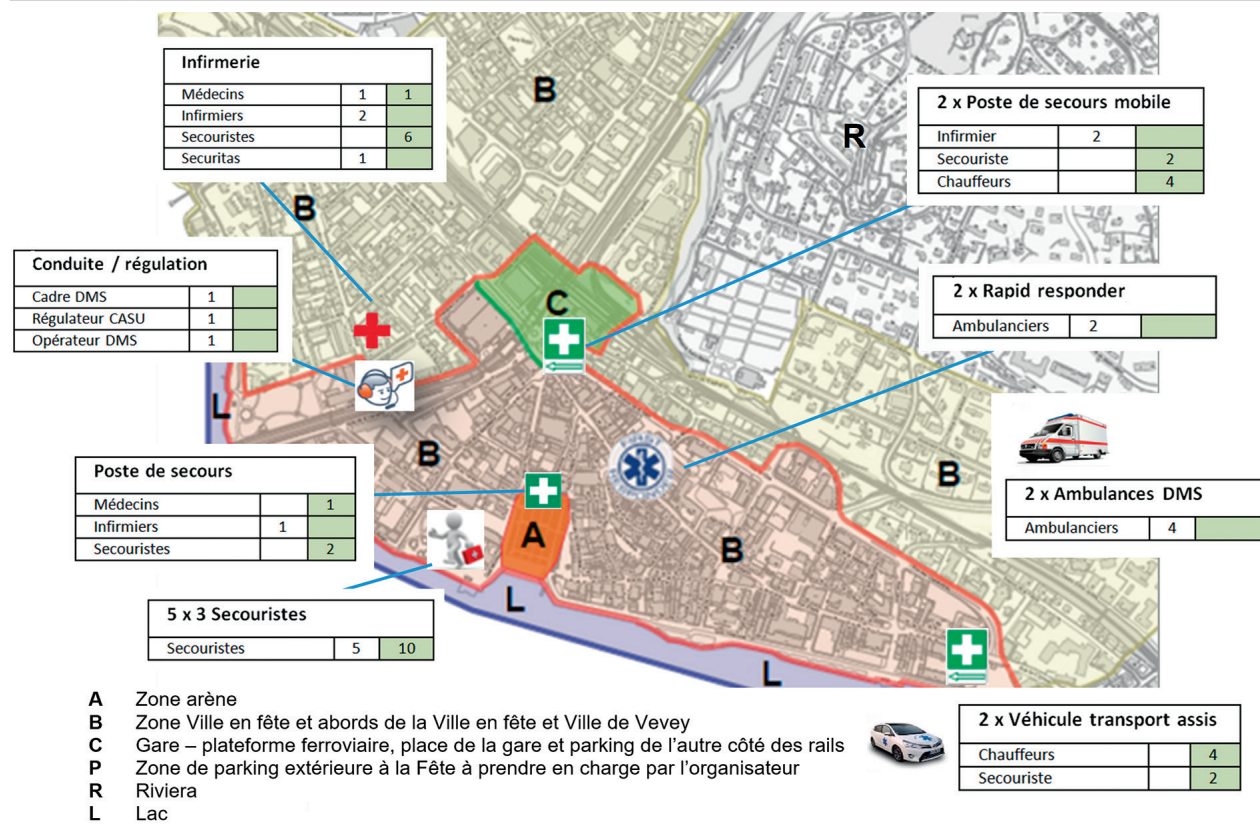 Infirmerie
Médecins 1 1
Infirmiers 2
Secouristes 6
Securitas 1
B
R
2 x Poste de secours mobile
Infirmier 2
Secouriste 2
Chauffeurs 4
B
Conduite / régulation
Cadre DMS 1
Régulateur CASU 1
Opérateur DMS 1
C
2 x Rapid responder
Ambulanciers 2
L
B
B
Poste de secours
Médecins 1
Infirmiers 1
Secouristes 2
A
B
2 x Ambulances DMS
Ambulanciers 4
5 x 3 Secouristes
Secouristes 5 10
L
L
A Zone arène
B Zone Ville en fête et abords de la Ville en fête et Ville de Vevey
C Gare – plateforme ferroviaire, place de la gare et parking de l'autre côté des rails
P Zone de parking extérieure à la Fête à prendre en charge par l'organisateur
R Riviera
L Lac
2 x Véhicule transport assis
Chauffeurs 4
Secouriste 2